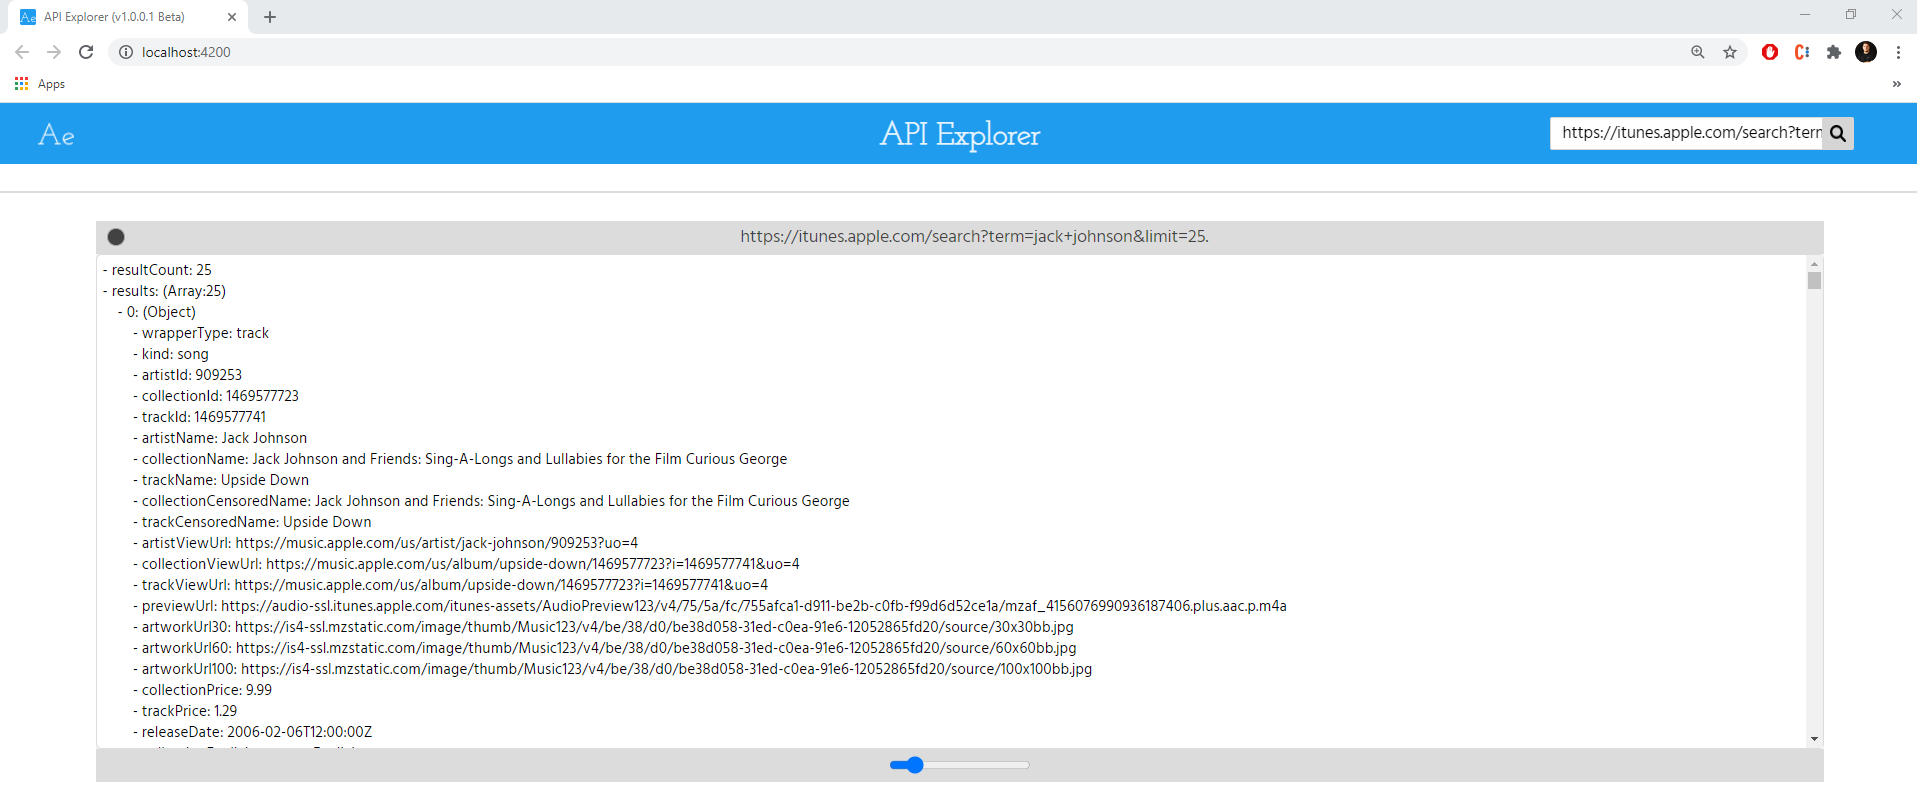 Ae API Explorer (v1.0.0.1 Beta)
localhost:4200
Apps
Ae
API Explorer
https://itunes.apple.com/search?term
https://itunes.apple.com/search?term=jack+johnson&limit=25.
- resultCount: 25
- results: (Array:25)
- 0: (Object)
- wrapperType: track
- kind: song
- artistId: 909253
- collectionId: 1469577723
- trackId: 1469577741
- artistName: Jack Johnson
- collectionName: Jack Johnson and Friends: Sing-A-Longs and Lullabies for the Film Curious George
- trackName: Upside Down
- collectionCensoredName: Jack Johnson and Friends: Sing-A-Longs and Lullabies for the Film Curious George
- trackCensoredName: Upside Down
- artistViewUrl: https://music.apple.com/us/artist/jack-johnson/909253?uo=4
- collectionViewUrl: https://music.apple.com/us/album/upside-down/1469577723?i=1469577741&uo=4
- trackViewUrl: https://music.apple.com/us/album/upside-down/1469577723?i=1469577741&uo=4
- previewUrl: https://audio-ssl.itunes.apple.com/itunes-assets/AudioPreview123/v4/75/5a/fc/755afca1-d911-be2b-c0fb-f99d6d52ce1a/mzaf_4156076990936187406.plus.aac.p.m4a
- artworkUrl30: https://is4-ssl.mzstatic.com/image/thumb/Music123/v4/be/38/d0/be38d058-31ed-c0ea-91e6-12052865fd20/source/30x30bb.jpg
- artworkUrl60: https://is4-ssl.mzstatic.com/image/thumb/Music123/v4/be/38/d0/be38d058-31ed-c0ea-91e6-12052865fd20/source/60x60bb.jpg
- artworkUrl100: https://is4-ssl.mzstatic.com/image/thumb/Music123/v4/be/38/d0/be38d058-31ed-c0ea-91e6-12052865fd20/source/100x100bb.jpg
- collectionPrice: 9.99
- trackPrice: 1.29
- releaseDate: 2006-02-06T12:00:00Z